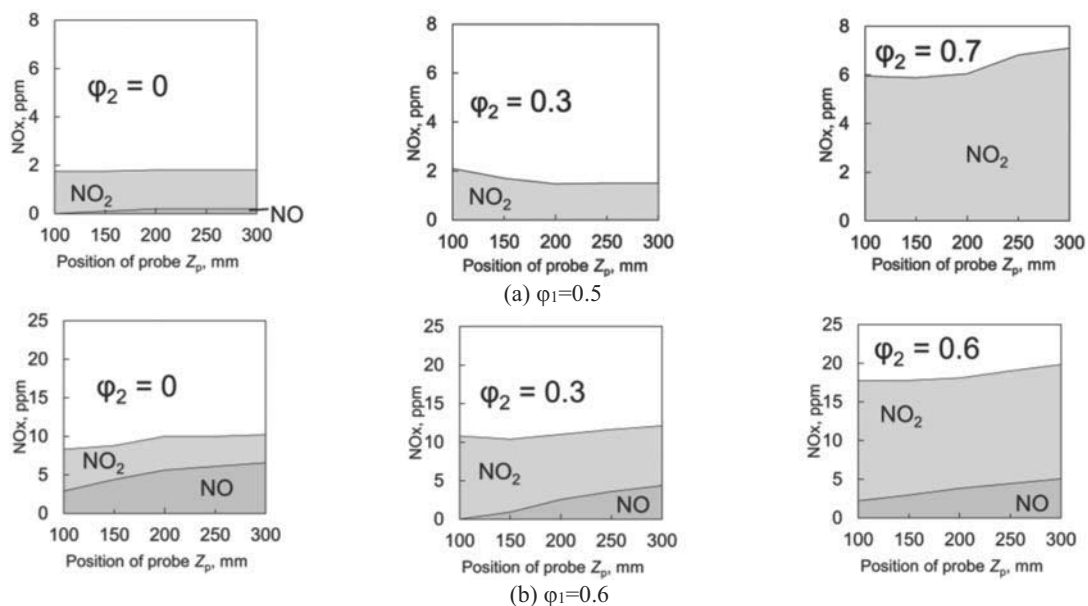 NOx, ppm
8
6
4
2
0
φ₂ = 0
NO₂
NO
100 150 200 250 300
Position of probe Zₚ, mm
NOx, ppm
8
6
4
2
0
φ₂ = 0.3
NO₂
100 150 200 250 300
Position of probe Zₚ, mm
NOx, ppm
8
6
4
2
0
φ₂ = 0.7
NO₂
100 150 200 250 300
Position of probe Zₚ, mm
(a) φ₁=0.5
NOx, ppm
25
20
15
10
5
0
φ₂ = 0
NO₂
NO
100 150 200 250 300
Position of probe Zₚ, mm
NOx, ppm
25
20
15
10
5
0
φ₂ = 0.3
NO₂
NO
100 150 200 250 300
Position of probe Zₚ, mm
NOx, ppm
25
20
15
10
5
0
φ₂ = 0.6
NO₂
NO
100 150 200 250 300
Position of probe Zₚ, mm
(b) φ₁=0.6